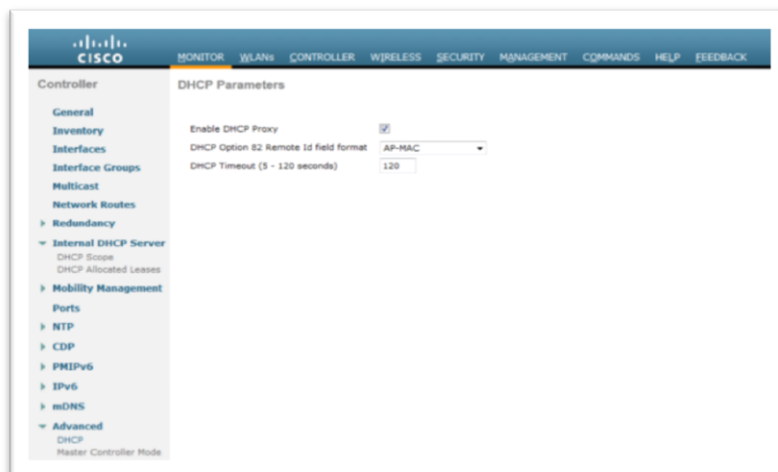 CISCO
MONITOR WLANs CONTROLLER WIRELESS SECURITY MANAGEMENT COMMANDS HELP FEEDBACK
Controller
General
Inventory
Interfaces
Interface Groups
Multicast
Network Routes
Redundancy
Internal DHCP Server
DHCP Scope
DHCP Allocated Leases
Mobility Management
Ports
NTP
CDP
PMIPv6
IPv6
mDNS
Advanced
DHCP
Master Controller Mode
DHCP Parameters
Enable DHCP Proxy
DHCP Option 82 Remote Id field format AP-MAC
DHCP Timeout (5 - 120 seconds) 120